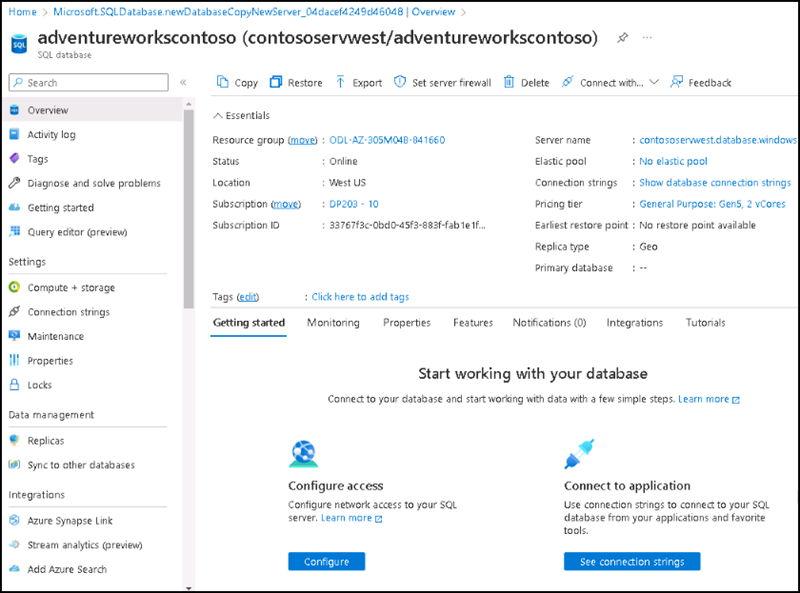 Home > Microsoft.SQLDatabase.newDatabaseCopyNewServer_04dacef4249d46048 | Overview >
SQL
adventureworkscontoso (contososervwest/adventureworkscontoso)
SQL database
Search
Copy Restore Export Set server firewall Delete Connect with... Feedback
Overview
Activity log
Tags
Diagnose and solve problems
Getting started
Query editor (preview)
Settings
Compute + storage
Connection strings
Maintenance
Properties
Locks
Data management
Replicas
Sync to other databases
Integrations
Azure Synapse Link
Stream analytics (preview)
Add Azure Search
Essentials
Resource group (move) : ODL-AZ-305M04B-841660
Status : Online
Location : West US
Subscription (move) : DP203 - 10
Subscription ID : 33767f3c-0bd0-45f3-883f-fab1e1f...
Server name : contososervwest.database.windows
Elastic pool : No elastic pool
Connection strings : Show database connection strings
Pricing tier : General Purpose: Gen5, 2 vCores
Earliest restore point : No restore point available
Replica type : Geo
Primary database : --
Tags (edit) : Click here to add tags
Getting started Monitoring Properties Features Notifications (0) Integrations Tutorials
Start working with your database
Connect to your database and start working with data with a few simple steps. Learn more
Configure access
Configure network access to your SQL
server. Learn more
Configure
Connect to application
Use connection strings to connect to your SQL
database from your applications and favorite
tools.
See connection strings